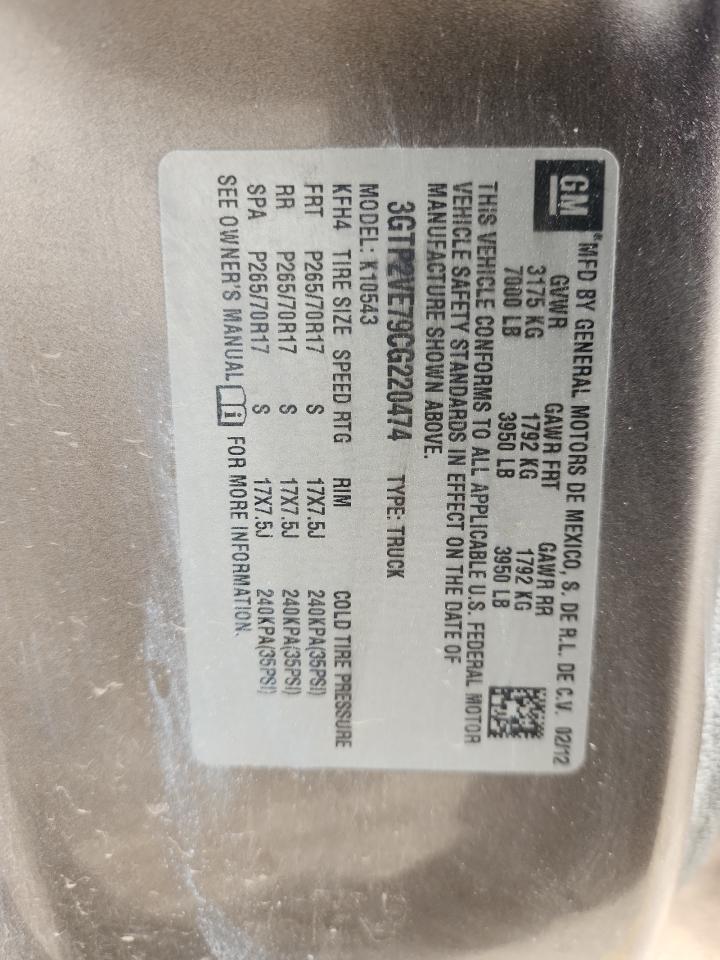 GM
® MFD BY GENERAL MOTORS DE MEXICO, S. DE R.L. DE C.V. 02/12
GVWR GAWR FRT GAWR RR
3175 KG 1792 KG 1792 KG
7000 LB 3950 LB 3950 LB
THIS VEHICLE CONFORMS TO ALL APPLICABLE U.S. FEDERAL MOTOR
VEHICLE SAFETY STANDARDS IN EFFECT ON THE DATE OF
MANUFACTURE SHOWN ABOVE.
3GTP2VE79CG220474 TYPE: TRUCK
MODEL: K10543
KFH4 TIRE SIZE SPEED RTG RIM COLD TIRE PRESSURE
FRT P265/70R17 S 17X7.5J 240KPA(35PSI)
RR P265/70R17 S 17X7.5J 240KPA(35PSI)
SPA P265/70R17 S 17X7.5J 240KPA(35PSI)
SEE OWNER'S MANUAL i FOR MORE INFORMATION.